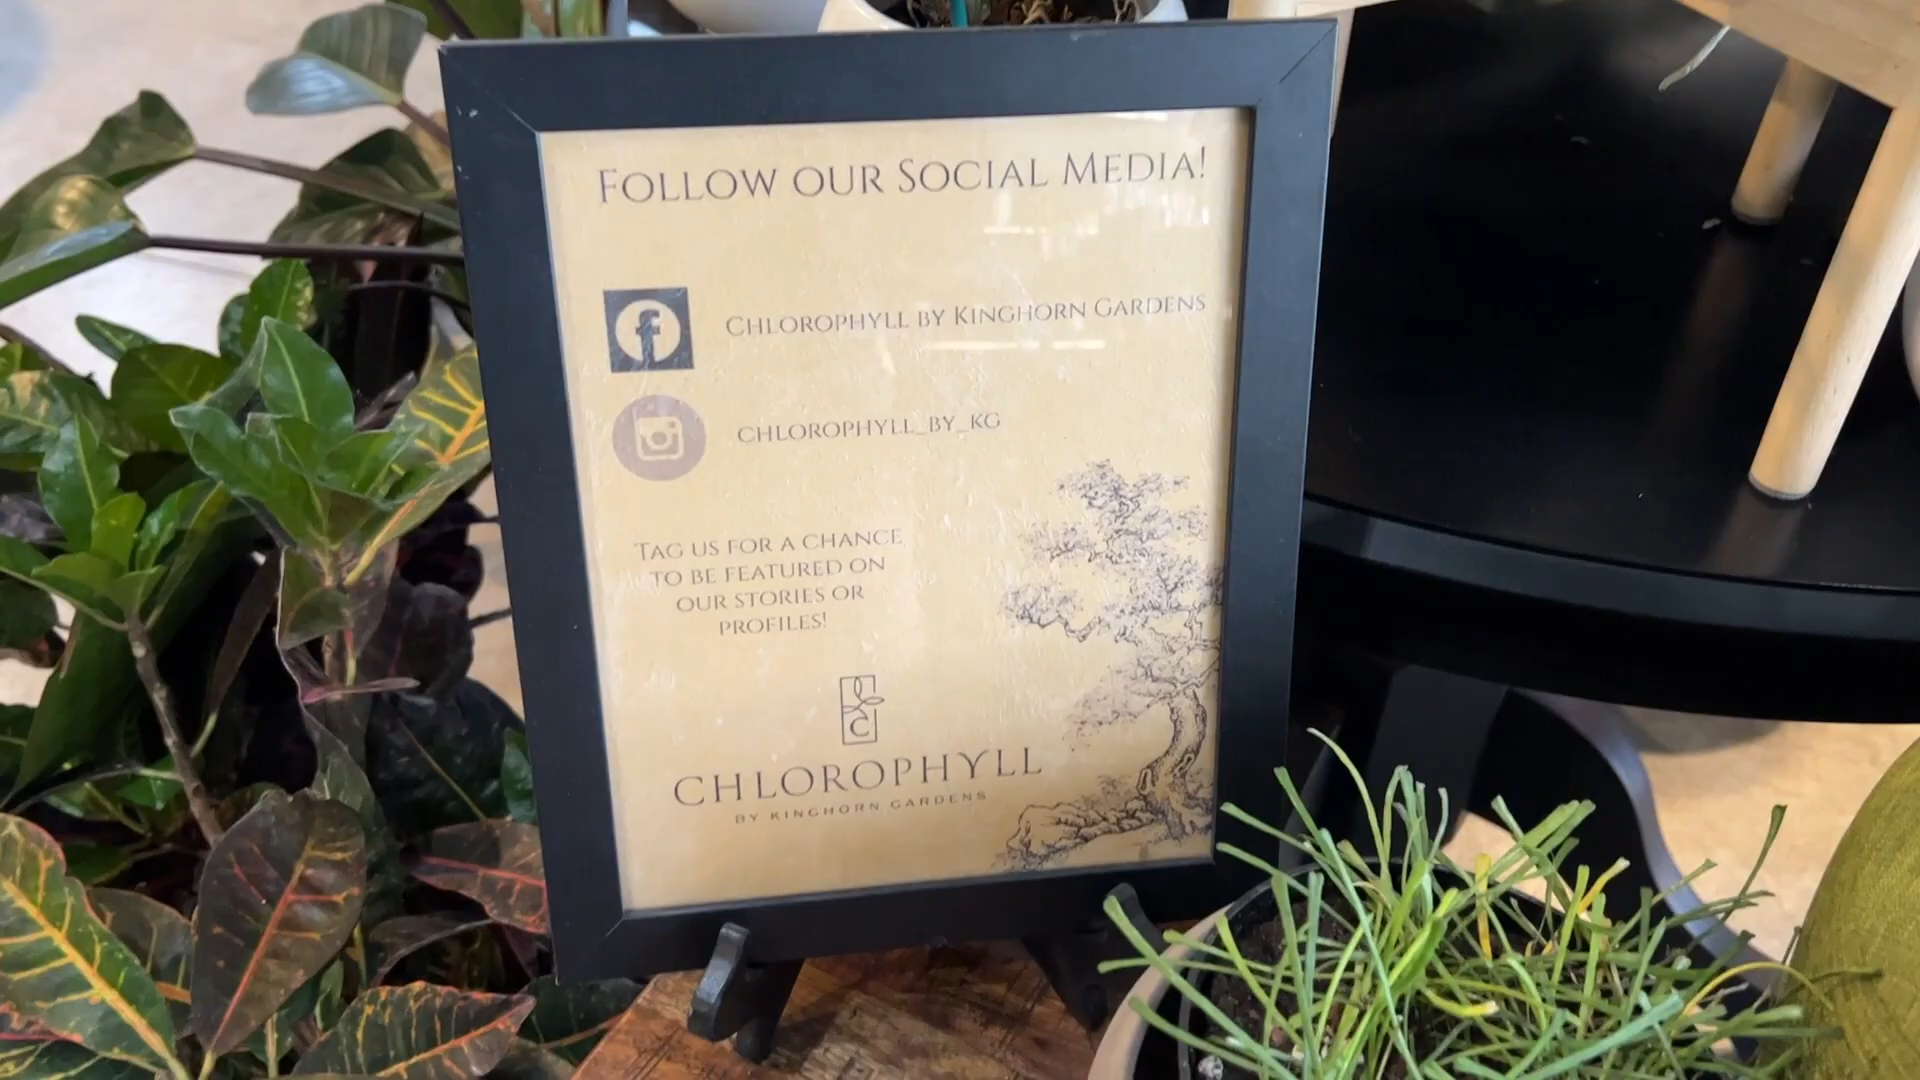 Follow our Social Media!
Chlorophyll by Kinghorn Gardens
chlorophyll_by_kg
Tag us for a chance
to be featured on
our stories or
profiles!
C
CHLOROPHYLL
BY KINGHORN GARDENS